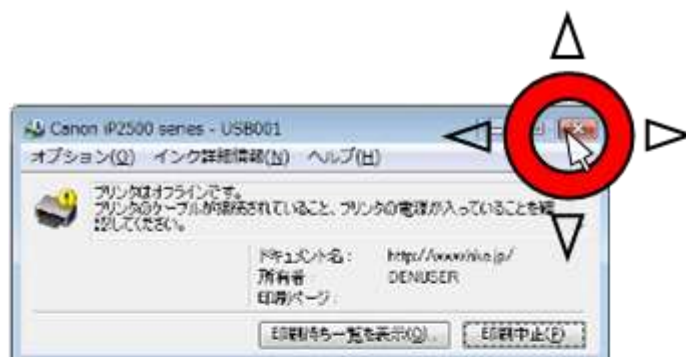 Canon iP2500 series - USB001
オプション(O) インク詳細情報(N) ヘルプ(H)
プリンタはオフラインです。
プリンタのケーブルが接続されていること、プリンタの電源が入っていることを確
認してください。
ドキュメント名: 
所有者 DENUSER
印刷ページ:
印刷待ち一覧を表示(Q)... 印刷中止(P)